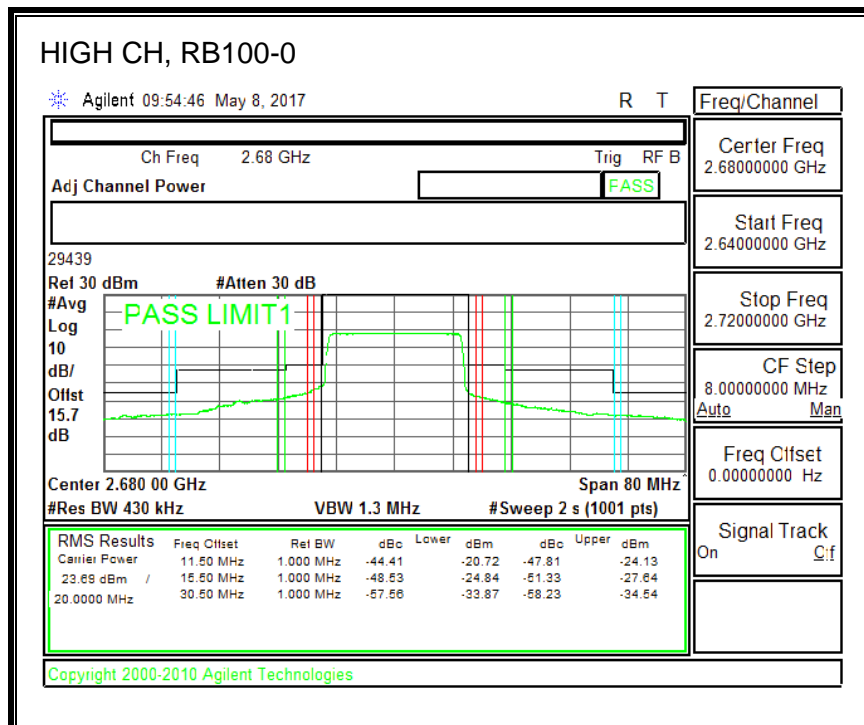 HIGH CH, RB100-0
Agilent 09:54:46 May 8, 2017 R T
Freq/Channel
Ch Freq 2.68 GHz Trig RF B
Adj Channel Power PASS
Center Freq
2.68000000 GHz
Start Freq
2.64000000 GHz
Stop Freq
2.72000000 GHz
CF Step
8.00000000 MHz
Auto Man
Freq Offset
0.00000000 Hz
Signal Track
On Off
29439
Ref 30 dBm #Atten 30 dB
#Avg
Log
10
dB/
Offst
15.7
dB
PASS LIMIT1
Center 2.680 00 GHz Span 80 MHz^
#Res BW 430 kHz VBW 1.3 MHz #Sweep 2 s (1001 pts)
RMS Results Freq Offset Ref BW dBc Lower dBm dBc Upper dBm
Carrier Power 11.50 MHz 1.000 MHz -44.41 -20.72 -47.81 -24.13
23.69 dBm / 15.50 MHz 1.000 MHz -48.53 -24.84 -51.33 -27.64
20.0000 MHz 30.50 MHz 1.000 MHz -57.56 -33.87 -58.23 -34.54
Copyright 2000-2010 Agilent Technologies